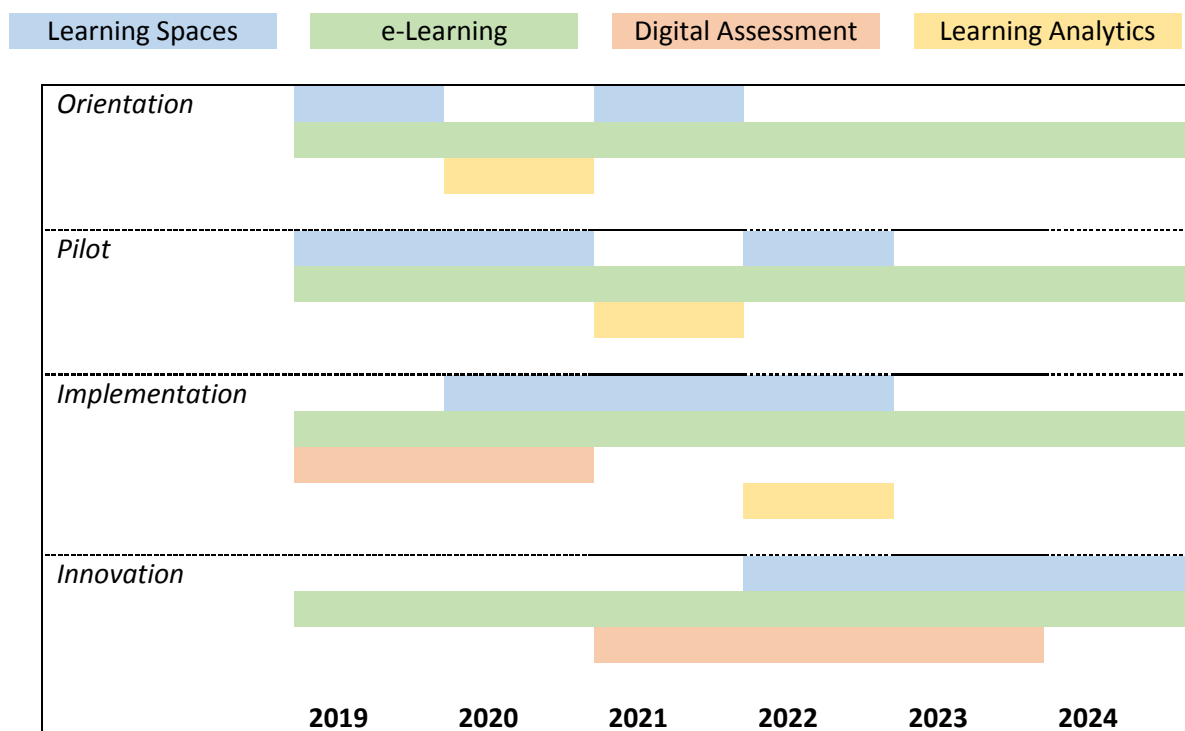 Learning Spaces e-Learning Digital Assessment Learning Analytics
Orientation
Pilot
Implementation
Innovation
2019 2020 2021 2022 2023 2024